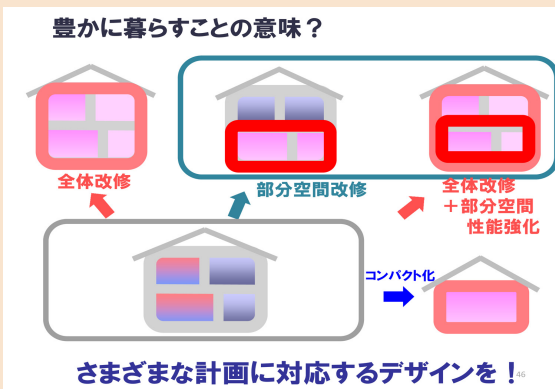 豊かに暮らすことの意味？
全体改修
部分空間改修
全体改修
＋部分空間
性能強化
コンパクト化
さまざまな計画に対応するデザインを！
46